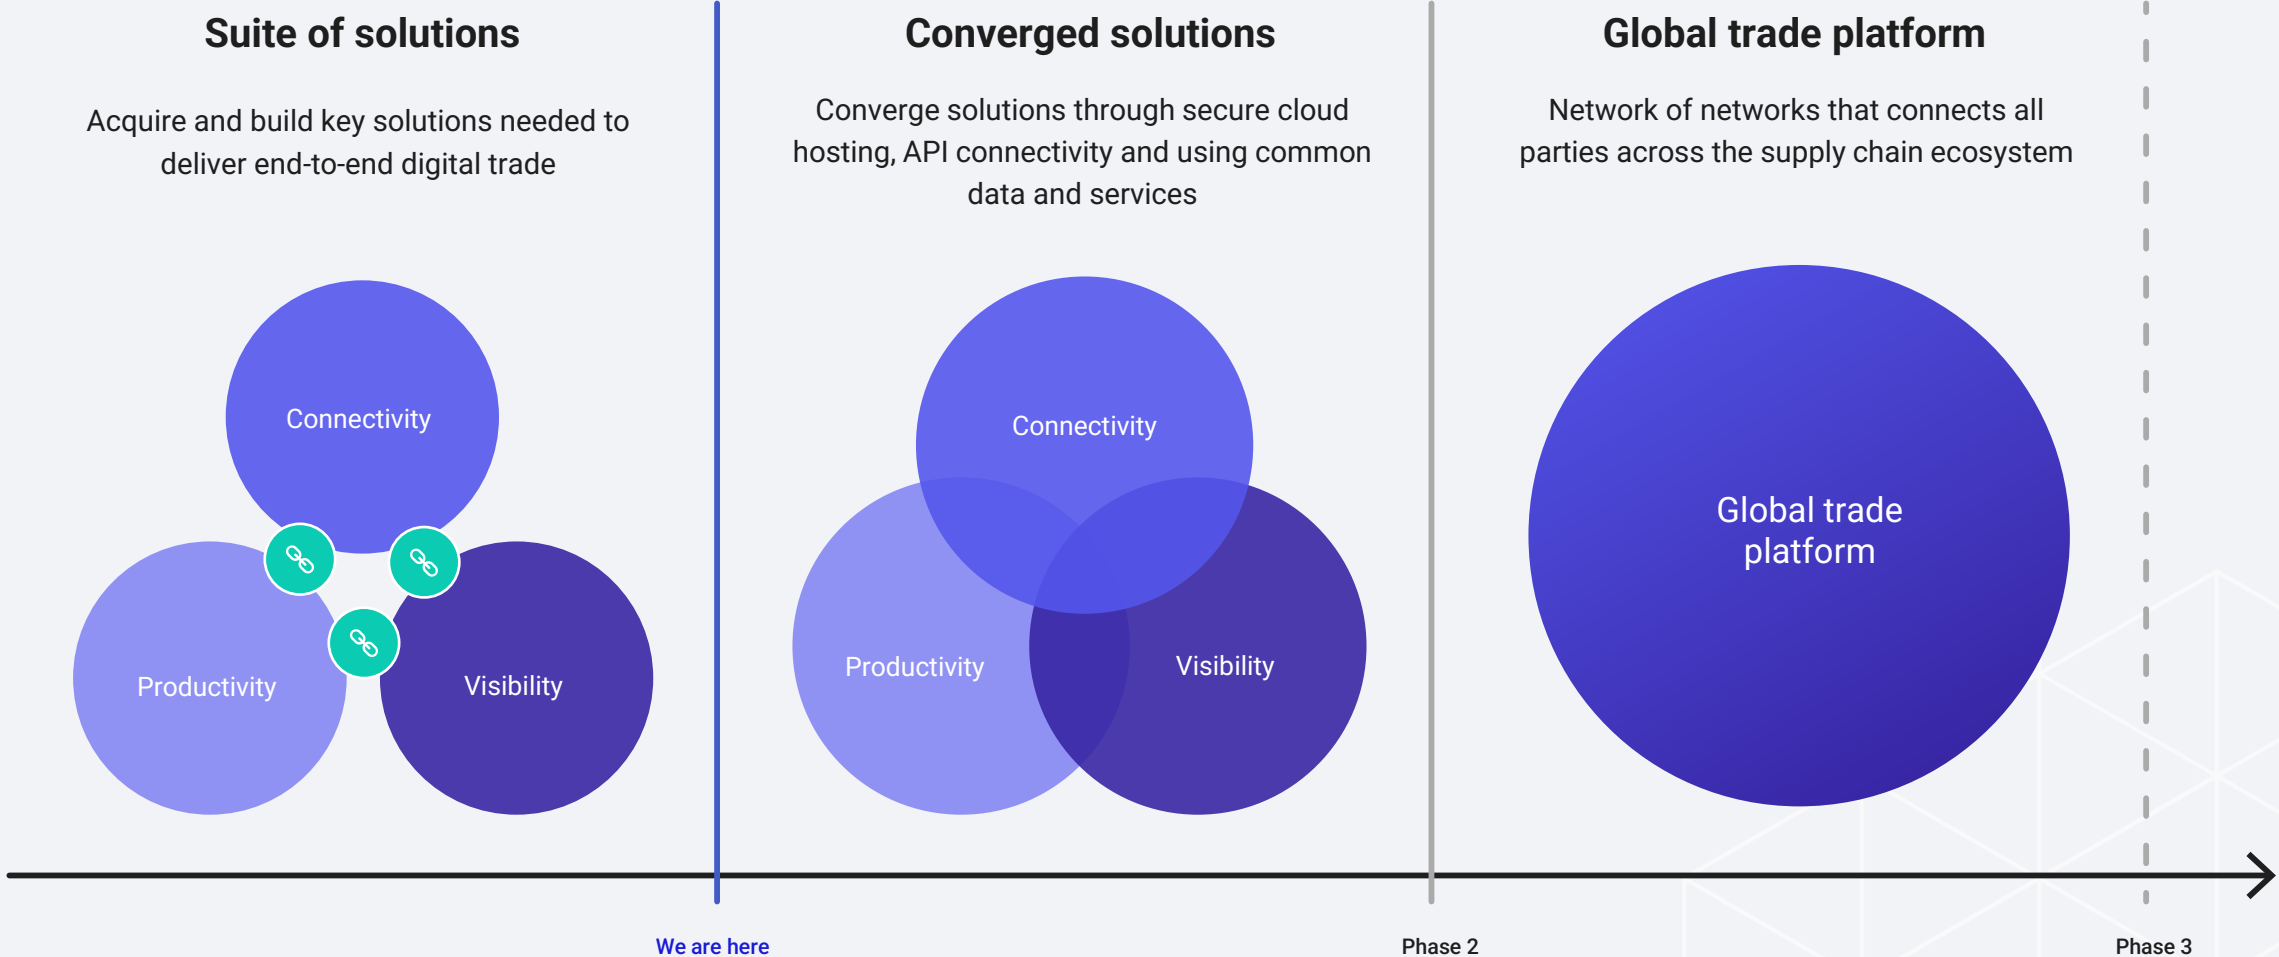 Suite of solutions
Acquire and build key solutions needed to
deliver end-to-end digital trade
Connectivity
Productivity
Visibility
Converged solutions
Converge solutions through secure cloud
hosting, API connectivity and using common
data and services
Connectivity
Productivity
Visibility
Global trade platform
Network of networks that connects all
parties across the supply chain ecosystem
Global trade
platform
We are here
Phase 2
Phase 3